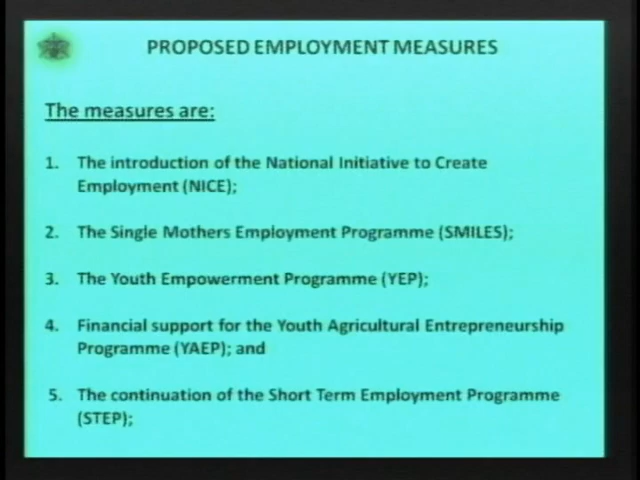 PROPOSED EMPLOYMENT MEASURES
The measures are:
1. The introduction of the National Initiative to Create
Employment (NICE);
2. The Single Mothers Employment Programme (SMILES);
3. The Youth Empowerment Programme (YEP);
4. Financial support for the Youth Agricultural Entrepreneurship
Programme (YAEP); and
5. The continuation of the Short Term Employment Programme
(STEP);